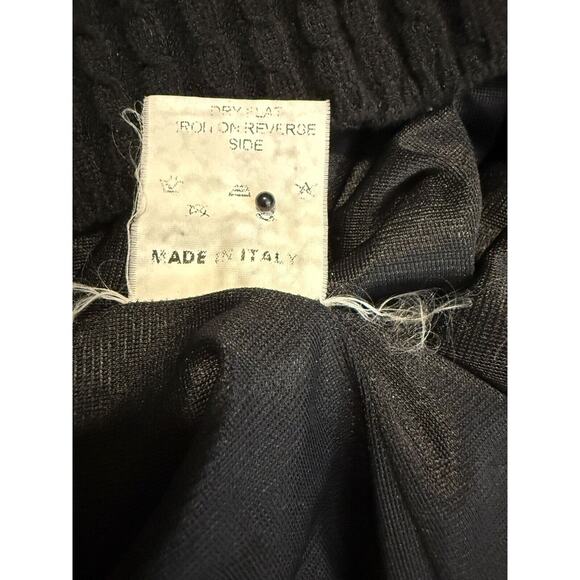 DRY FLAT
IRON ON REVERSE
SIDE
MADE IN ITALY